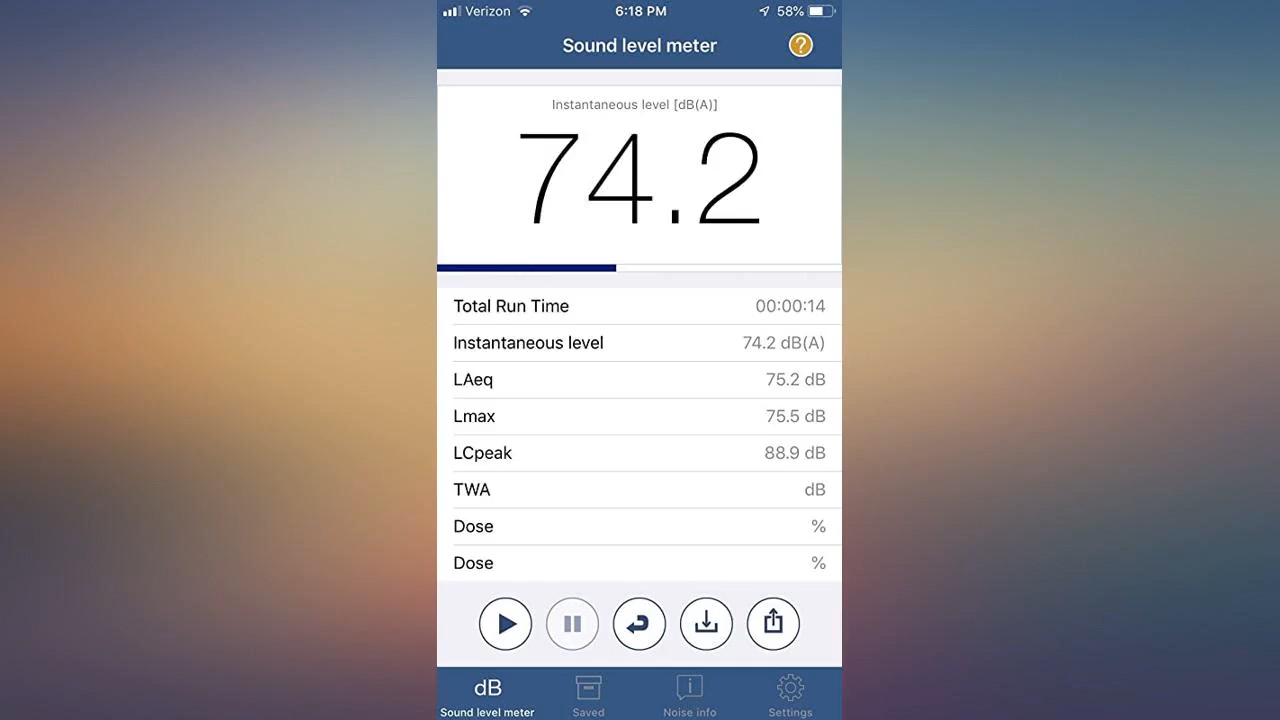 Verizon 6:18 PM 58%
Sound level meter ?
Instantaneous level [dB(A)]
74.2
Total Run Time 00:00:14
Instantaneous level 74.2 dB(A)
LAeq 75.2 dB
Lmax 75.5 dB
LCpeak 88.9 dB
TWA dB
Dose %
Dose %
dB
Sound level meter Saved Noise info Settings